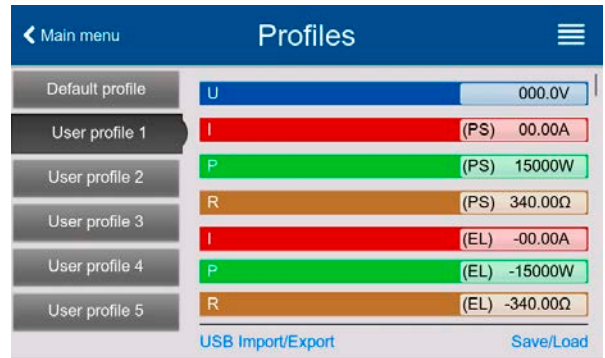 Main menu
Profiles
Default profile
User profile 1
User profile 2
User profile 3
User profile 4
User profile 5
U 000.0V
I (PS) 00.00A
P (PS) 15000W
R (PS) 340.00Ω
I (EL) -00.00A
P (EL) -15000W
R (EL) -340.00Ω
USB Import/Export
Save/Load